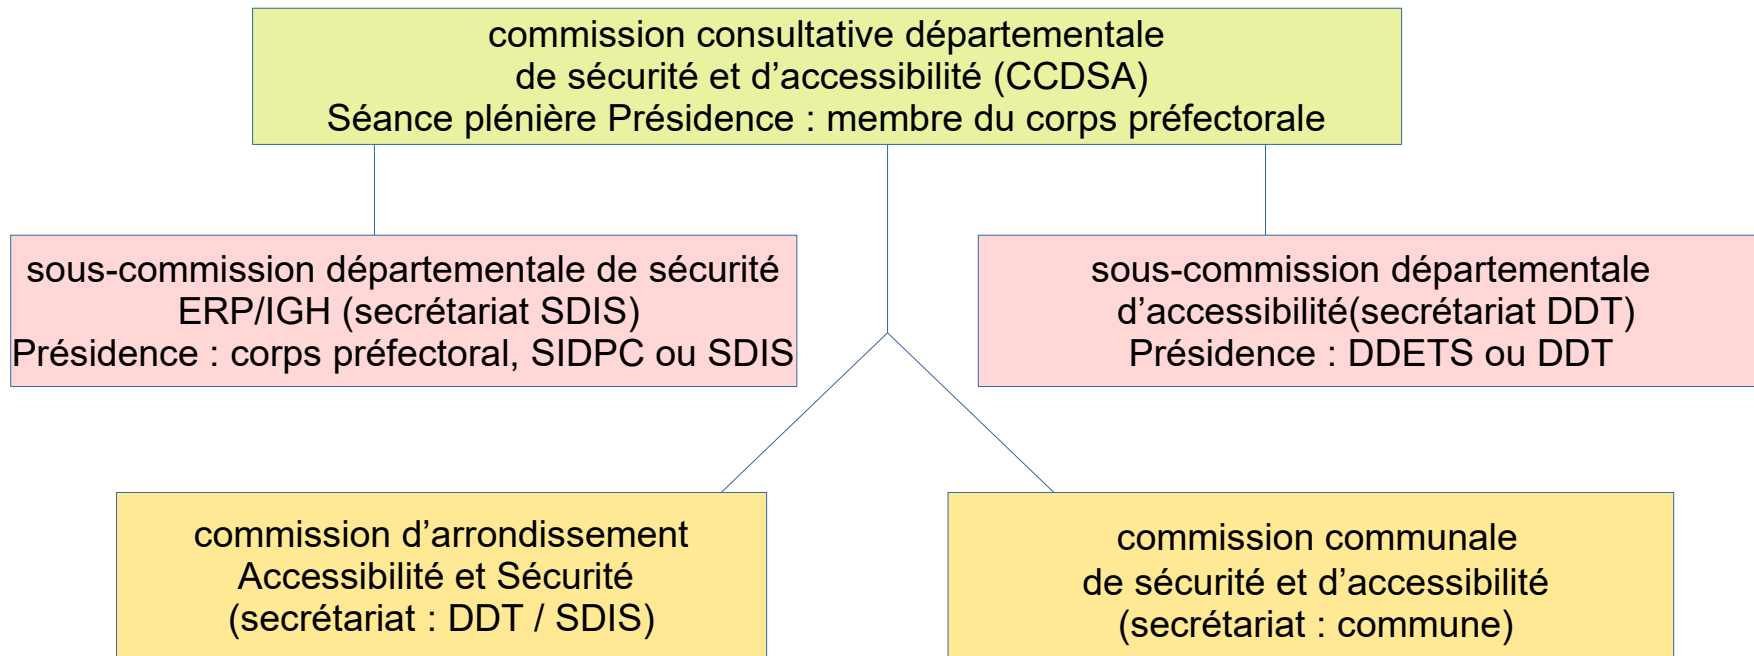 commission consultative départementale
de sécurité et d’accessibilité (CCDSA)
Séance plénière Présidence : membre du corps préfectorale
sous-commission départementale de sécurité
ERP/IGH (secrétariat SDIS)
Présidence : corps préfectoral, SIDPC ou SDIS
sous-commission départementale
d’accessibilité(secrétariat DDT)
Présidence : DDETS ou DDT
commission d’arrondissement
Accessibilité et Sécurité
(secrétariat : DDT / SDIS)
commission communale
de sécurité et d’accessibilité
(secrétariat : commune)